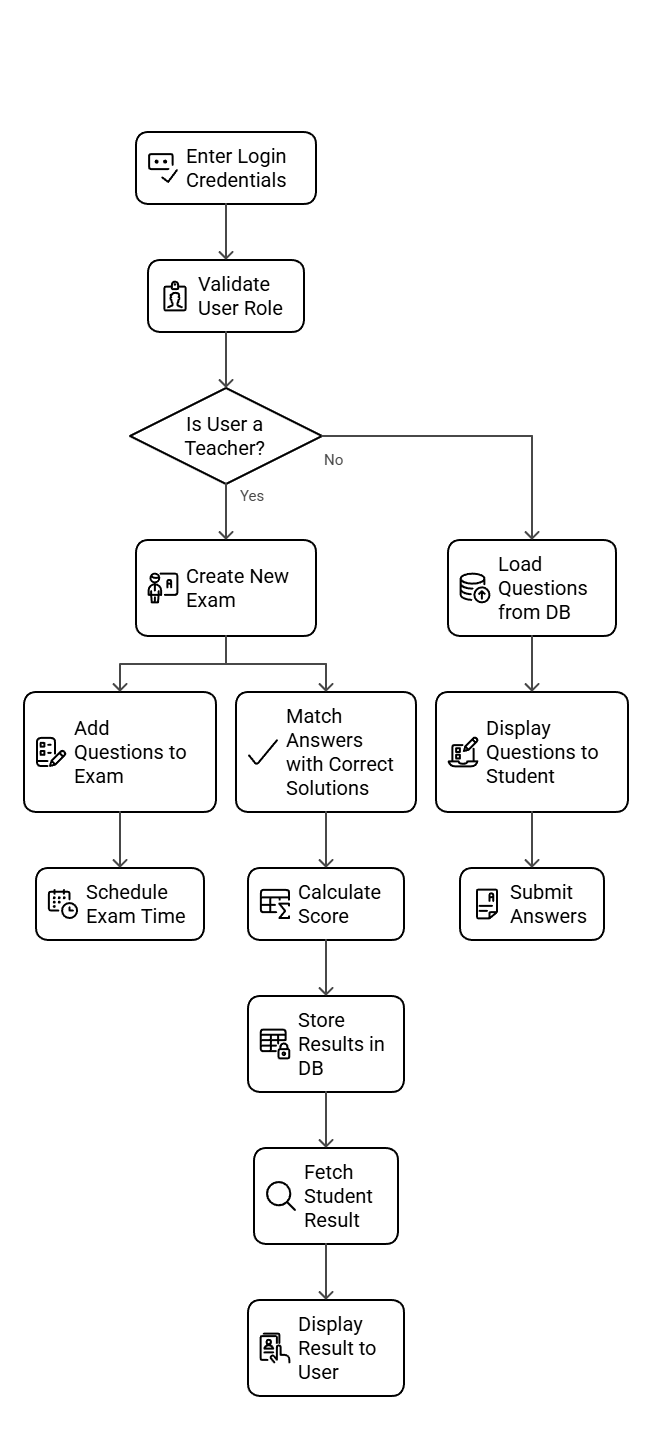 Enter Login
Credentials
Validate
User Role
Is User a
Teacher?
No
Yes
Create New
Exam
Load
Questions
from DB
Add
Questions to
Exam
Match
Answers
with Correct
Solutions
Display
Questions to
Student
Schedule
Exam Time
Calculate
Score
Submit
Answers
Store
Results in
DB
Fetch
Student
Result
Display
Result to
User